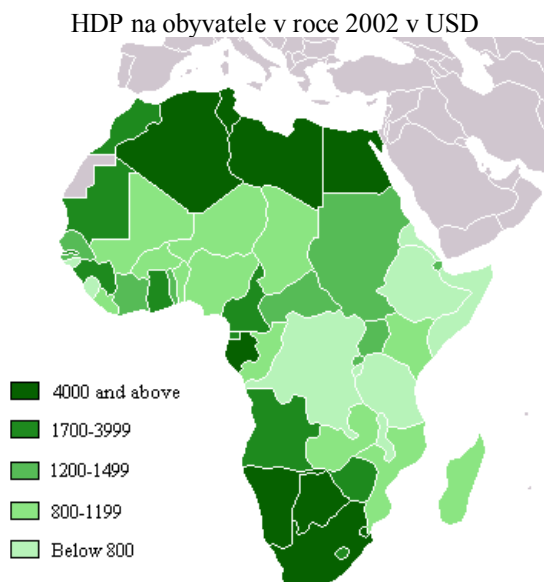 HDP na obyvatele v roce 2002 v USD
4000 and above
1700-3999
1200-1499
800-1199
Below 800